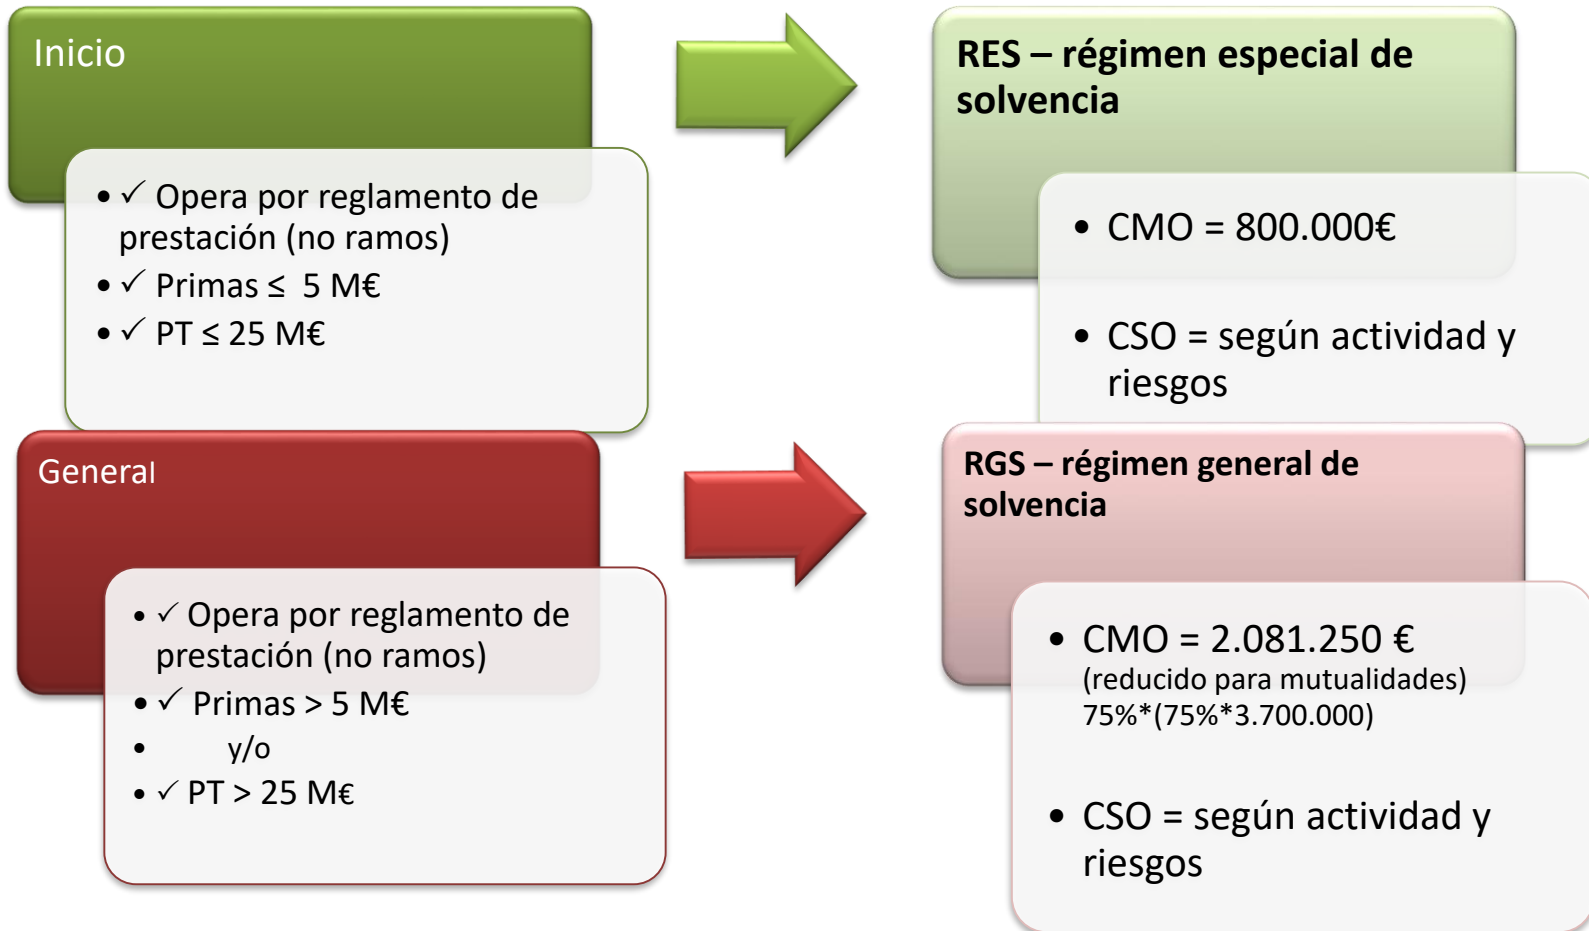 Inicio
• ✓ Opera por reglamento de
prestación (no ramos)
• ✓ Primas ≤ 5 M€
• ✓ PT ≤ 25 M€
RES – régimen especial de
solvencia
• CMO = 800.000€
• CSO = según actividad y
riesgos
General
• ✓ Opera por reglamento de
prestación (no ramos)
• ✓ Primas > 5 M€
• y/o
• ✓ PT > 25 M€
RGS – régimen general de
solvencia
• CMO = 2.081.250 €
(reducido para mutualidades)
75%*(75%*3.700.000)
• CSO = según actividad y
riesgos